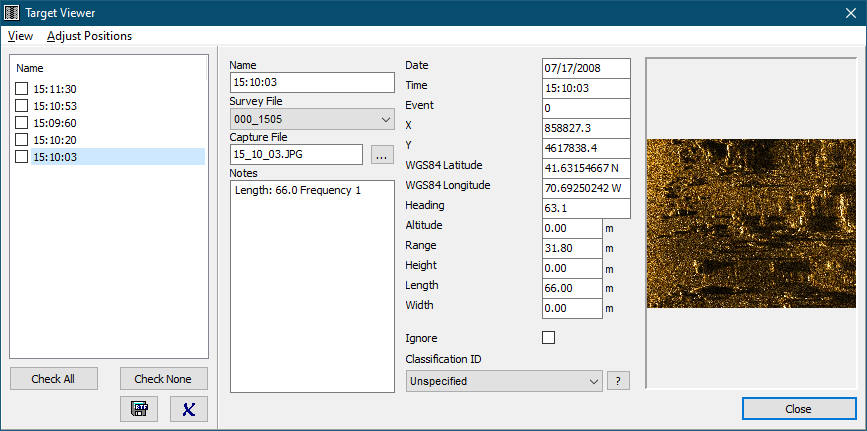 Target Viewer
View Adjust Positions
Name
15:11:30
15:10:53
15:09:60
15:10:20
15:10:03
Check All Check None
RTF X
Name
15:10:03
Survey File
000_1505
Capture File
15_10_03.JPG ...
Notes
Length: 66.0 Frequency 1
Date 07/17/2008
Time 15:10:03
Event 0
X 858827.3
Y 4617838.4
WGS84 Latitude 41.63154667 N
WGS84 Longitude 70.69250242 W
Heading 63.1
Altitude 0.00 m
Range 31.80 m
Height 0.00 m
Length 66.00 m
Width 0.00 m
Ignore
Classification ID
Unspecified ?
Close